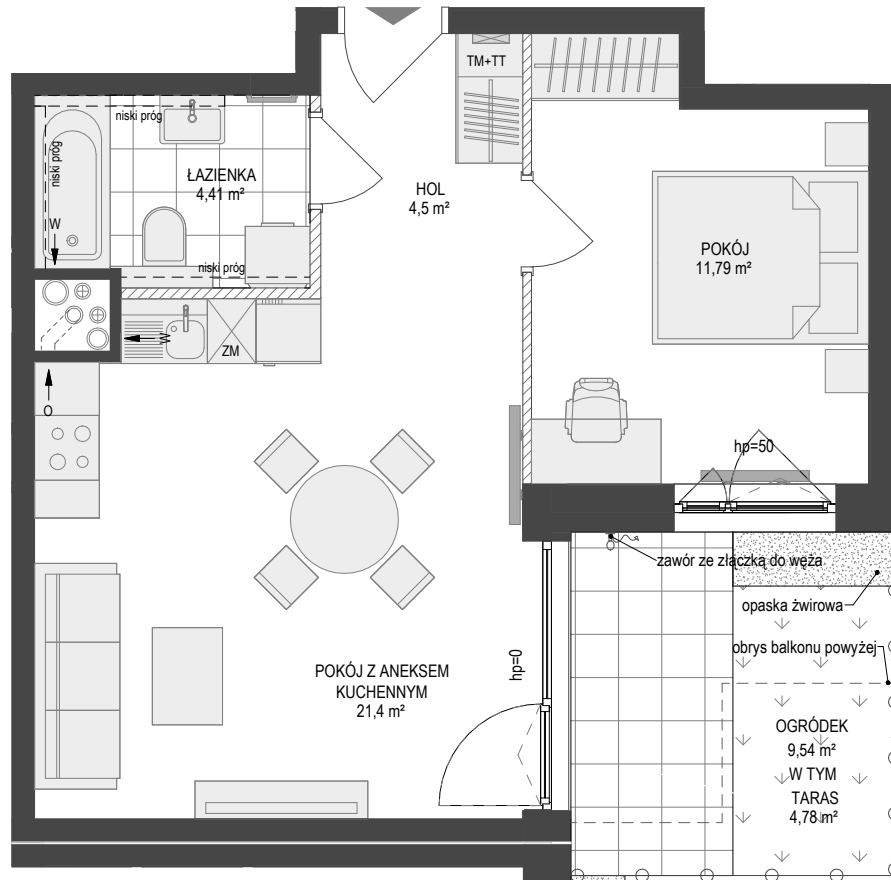 TM+TT
niski próg
niski próg
ŁAZIENKA
4,41 m²
W
niski próg
HOL
4,5 m²
POKÓJ
11,79 m²
W
ZM
O
hp=50
zawór ze złączką do węża
opaska żwirowa
obrys balkonu powyżej
hp=0
POKÓJ Z ANEKSEM
KUCHENNYM
21,4 m²
OGRÓDEK
9,54 m²
W TYM
TARAS
4,78 m²